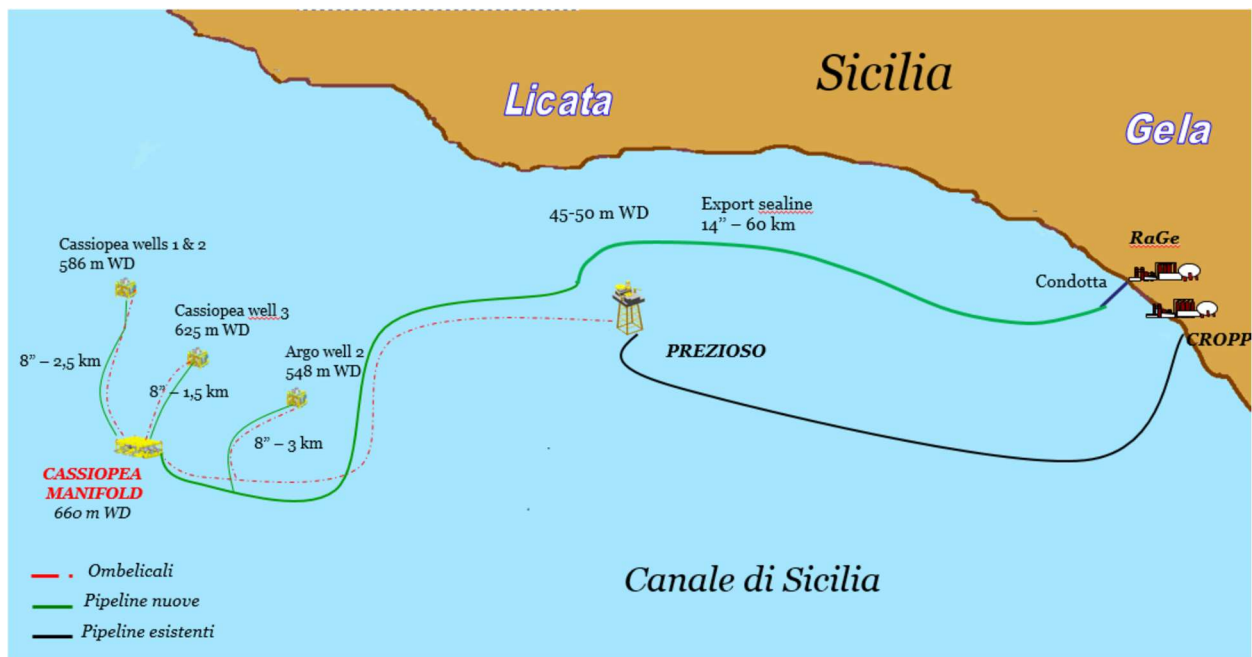 Sicilia
Licata
Gela
45-50 m WD
Export sealine
14” – 60 km
RaGe
Cassiopea wells 1 & 2
586 m WD
Condotta
Cassiopea well 3
625 m WD
CROPP
Argo well 2
548 m WD
PREZIOSO
8” – 2,5 km
8” – 1,5 km
8” – 3 km
CASSIOPEA
MANIFOLD
660 m WD
Ombelicali
Canale di Sicilia
Pipeline nuove
Pipeline esistenti